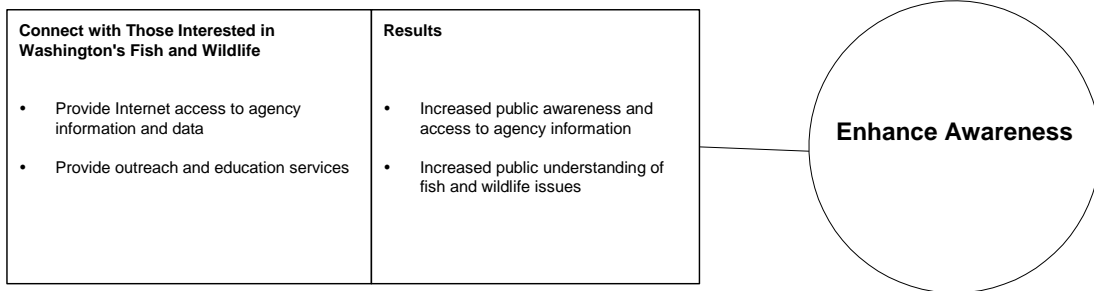 Connect with Those Interested in
Washington's Fish and Wildlife
• Provide Internet access to agency
information and data
• Provide outreach and education services
Results
• Increased public awareness and
access to agency information
• Increased public understanding of
fish and wildlife issues
Enhance Awareness